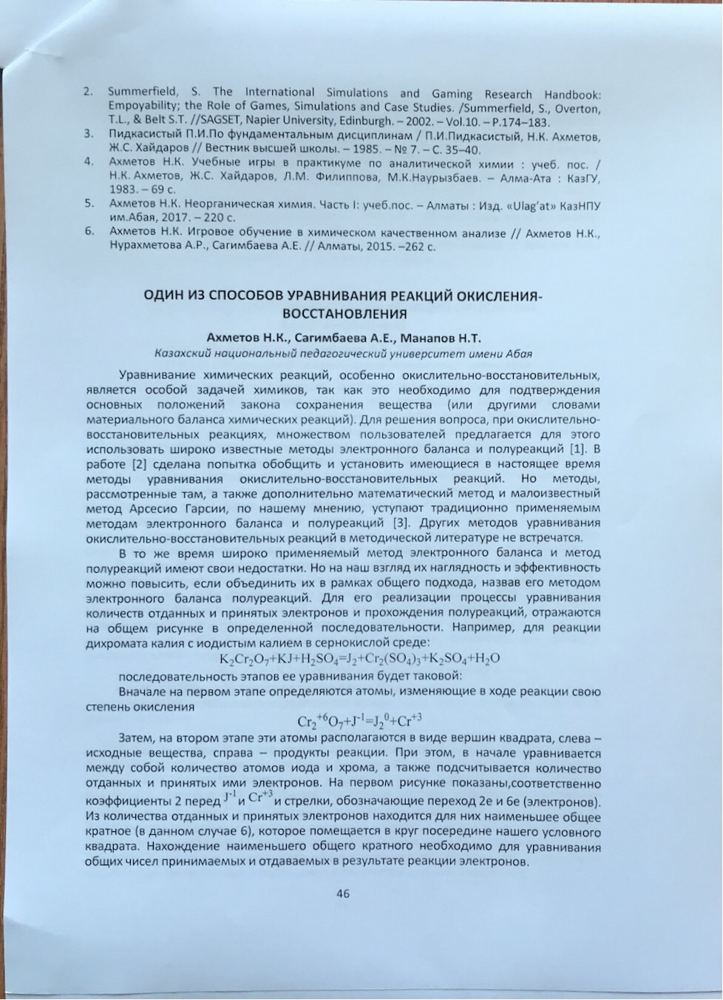 2. Summerfield, S. The International Simulations and Gaming Research Handbook:
Empoyability; the Role of Games, Simulations and Case Studies. /Summerfield, S., Overton,
T.L., & Belt S.T. //SAGSET, Napier University, Edinburgh. – 2002. – Vol.10. – P.174–183.
3. Пидкасистый П.И.По фундаментальным дисциплинам / П.И.Пидкасистый, Н.К. Ахметов,
Ж.С. Хайдаров // Вестник высшей школы. – 1985. – № 7. – С. 35–40.
4. Ахметов Н.К. Учебные игры в практикуме по аналитической химии : учеб. пос. /
Н.К. Ахметов, Ж.С. Хайдаров, Л.М. Филиппова, М.К.Наурызбаев. – Алма-Ата : КазГУ,
1983. – 69 с.
5. Ахметов Н.К. Неорганическая химия. Часть I: учеб.пос. – Алматы : Изд. «Ulag'at» КазНПУ
им.Абая, 2017. – 220 с.
6. Ахметов Н.К. Игровое обучение в химическом качественном анализе // Ахметов Н.К.,
Нурахметова А.Р., Сагимбаева А.Е. // Алматы, 2015. –262 с.
ОДИН ИЗ СПОСОБОВ УРАВНИВАНИЯ РЕАКЦИЙ ОКИСЛЕНИЯ-
ВОССТАНОВЛЕНИЯ
Ахметов Н.К., Сагимбаева А.Е., Манапов Н.Т.
Казахский национальный педагогический университет имени Абая
Уравнивание химических реакций, особенно окислительно-восстановительных,
является особой задачей химиков, так как это необходимо для подтверждения
основных положений закона сохранения вещества (или другими словами
материального баланса химических реакций). Для решения вопроса, при окислительно-
восстановительных реакциях, множеством пользователей предлагается для этого
использовать широко известные методы электронного баланса и полуреакций [1]. В
работе [2] сделана попытка обобщить и установить имеющиеся в настоящее время
методы уравнивания окислительно-восстановительных реакций. Но методы,
рассмотренные там, а также дополнительно математический метод и малоизвестный
метод Арсесио Гарсии, по нашему мнению, уступают традиционно применяемым
методам электронного баланса и полуреакций [3]. Других методов уравнивания
окислительно-восстановительных реакций в методической литературе не встречатся.
В то же время широко применяемый метод электронного баланса и метод
полуреакций имеют свои недостатки. Но на наш взгляд их наглядность и эффективность
можно повысить, если объединить их в рамках общего подхода, назвав его методом
электронного баланса полуреакций. Для его реализации процессы уравнивания
количеств отданных и принятых электронов и прохождения полуреакций, отражаются
на общем рисунке в определенной последовательности. Например, для реакции
дихромата калия с иодистым калием в сернокислой среде:
K₂Cr₂O₇+KJ+H₂SO₄=J₂+Cr₂(SO₄)₃+K₂SO₄+H₂O
последовательность этапов ее уравнивания будет таковой:
Вначале на первом этапе определяются атомы, изменяющие в ходе реакции свою
степень окисления
Cr₂⁺⁶O₇+J⁻¹=J₂⁰+Cr⁺³
Затем, на втором этапе эти атомы располагаются в виде вершин квадрата, слева –
исходные вещества, справа – продукты реакции. При этом, в начале уравнивается
между собой количество атомов иода и хрома, а также подсчитывается количество
отданных и принятых ими электронов. На первом рисунке показаны,соответственно
коэффициенты 2 перед J⁻¹ и Cr⁺³ и стрелки, обозначающие переход 2е и 6е (электронов).
Из количества отданных и принятых электронов находится для них наименьшее общее
кратное (в данном случае 6), которое помещается в круг посередине нашего условного
квадрата. Нахождение наименьшего общего кратного необходимо для уравнивания
общих чисел принимаемых и отдаваемых в результате реакции электронов.
46